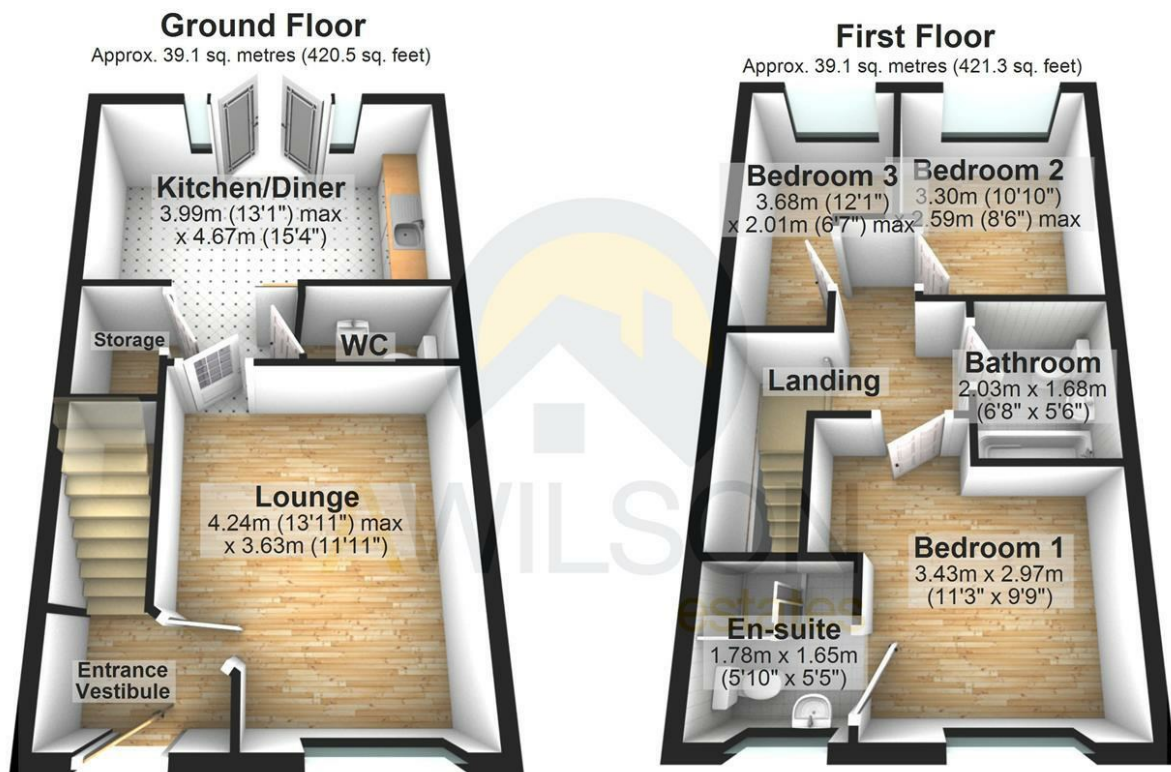 Ground Floor
Approx. 39.1 sq. metres (420.5 sq. feet)
Kitchen/Diner
3.99m (13'1") max
x 4.67m (15'4")
Storage
WC
Lounge
4.24m (13'11") max
x 3.63m (11'11")
Entrance
Vestibule
First Floor
Approx. 39.1 sq. metres (421.3 sq. feet)
Bedroom 3
3.68m (12'1")
x 2.01m (6'7") max
Bedroom 2
3.30m (10'10")
x 2.59m (8'6") max
Landing
Bathroom
2.03m x 1.68m
(6'8" x 5'6")
Bedroom 1
3.43m x 2.97m
(11'3" x 9'9")
En-suite
1.78m x 1.65m
(5'10" x 5'5")
AWILSON
estates